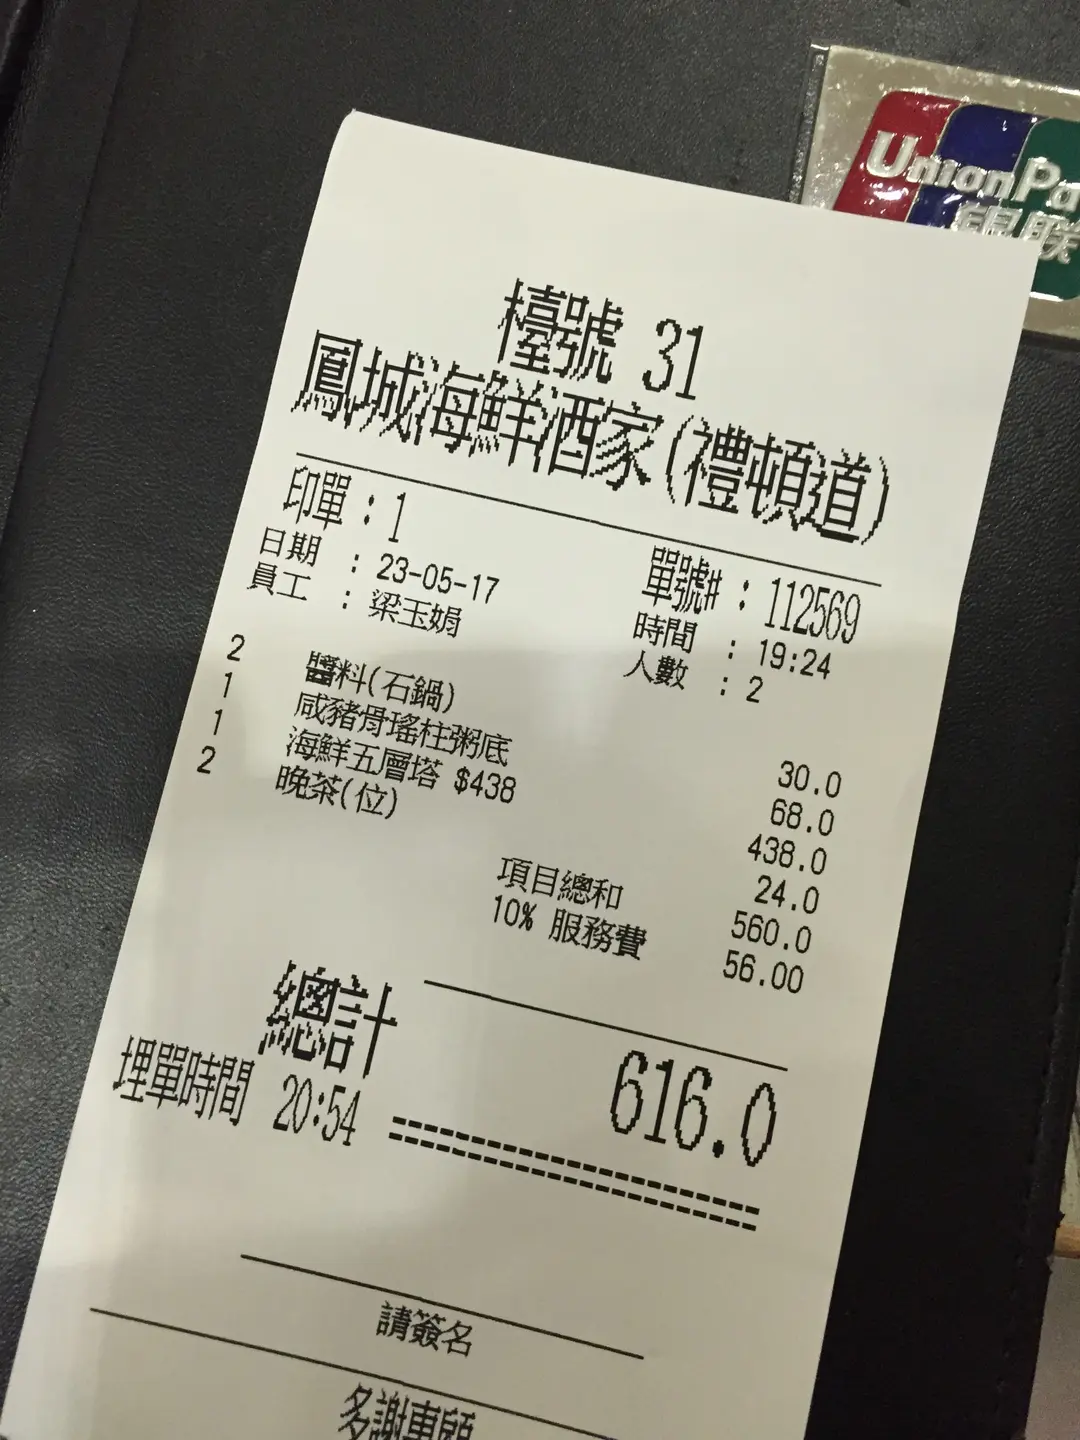 UnionPa
銀联
檯號 31
鳳城海鮮酒家(禮頓道)
印單 :1 單號# : 112569
日期 : 23-05-17 時間 : 19:24
員工 : 梁玉娟 人數 : 2
2 醬料(石鍋) 30.0
1 咸豬骨瑤柱粥底 68.0
1 海鮮五層塔 $438 438.0
2 晚茶(位) 24.0
項目總和 560.0
10% 服務費 56.00
總計 616.0
埋單時間 20:54
請簽名
多謝惠顧